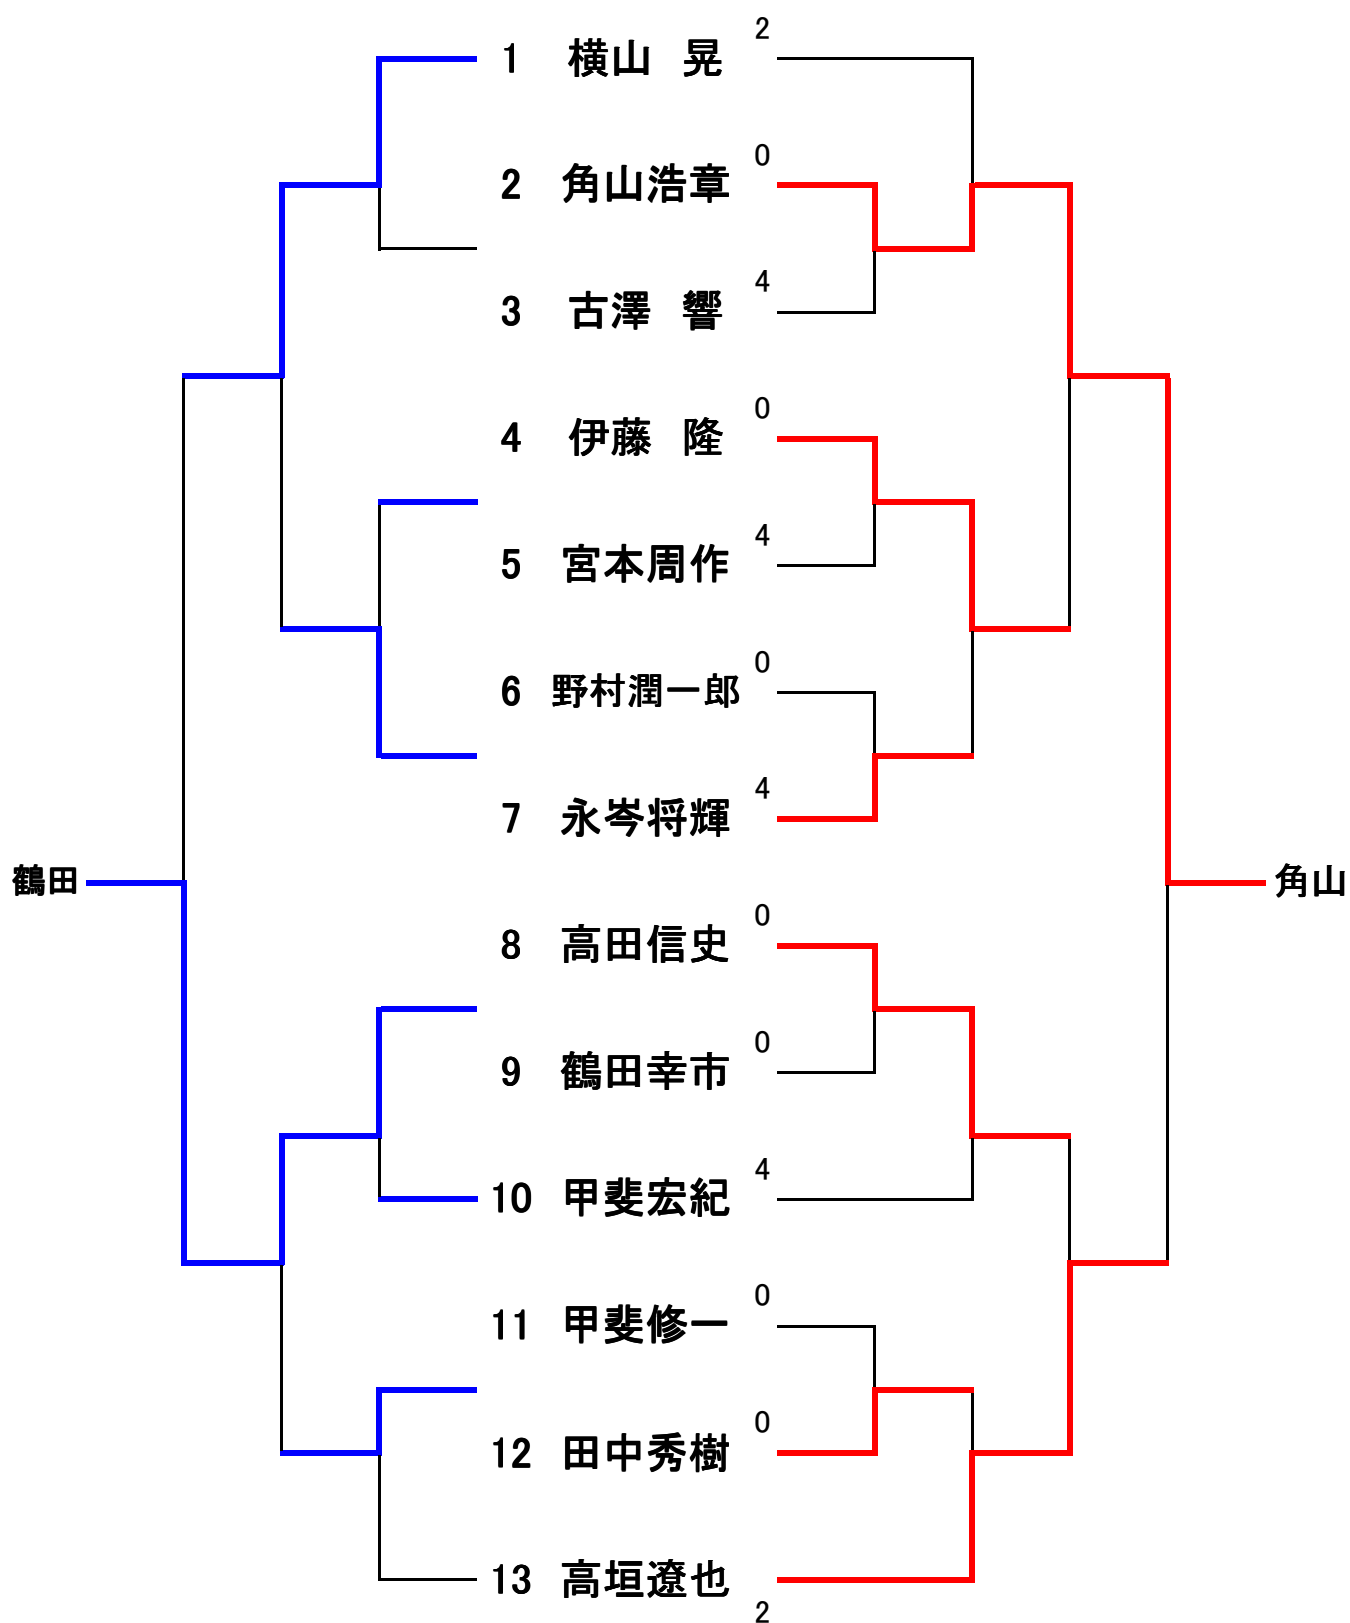 2
1 横山 晃
0
2 角山浩章
4
3 古澤 響
0
4 伊藤 隆
4
5 宮本周作
0
6 野村潤一郎
4
7 永岑将輝
鶴田
角山
0
8 高田信史
0
9 鶴田幸市
4
10 甲斐宏紀
0
11 甲斐修一
0
12 田中秀樹
13 高垣遼也
2